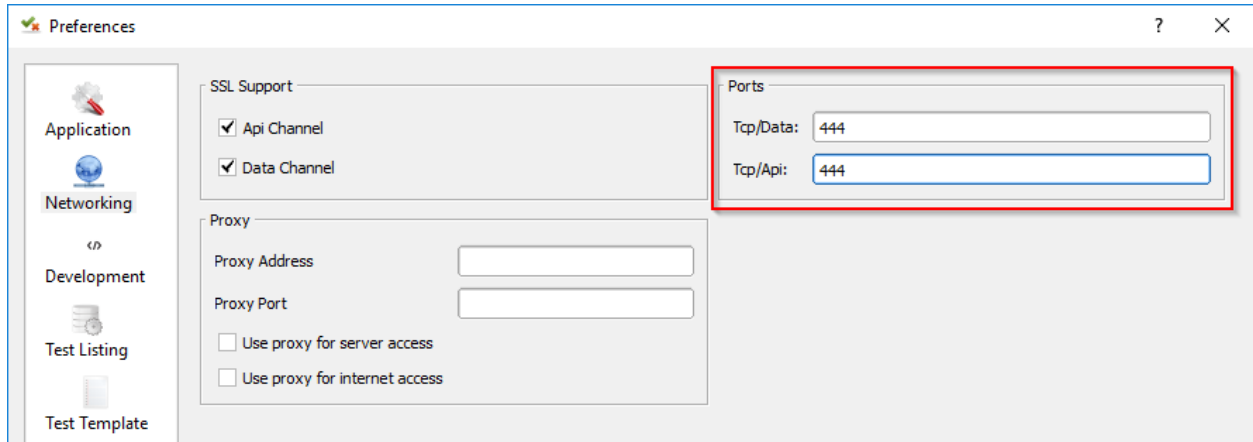 Preferences
?
Application
Networking
</>
Development
Test Listing
Test Template
SSL Support
Api Channel
Data Channel
Ports
Tcp/Data: 444
Tcp/Api: 444
Proxy
Proxy Address
Proxy Port
Use proxy for server access
Use proxy for internet access